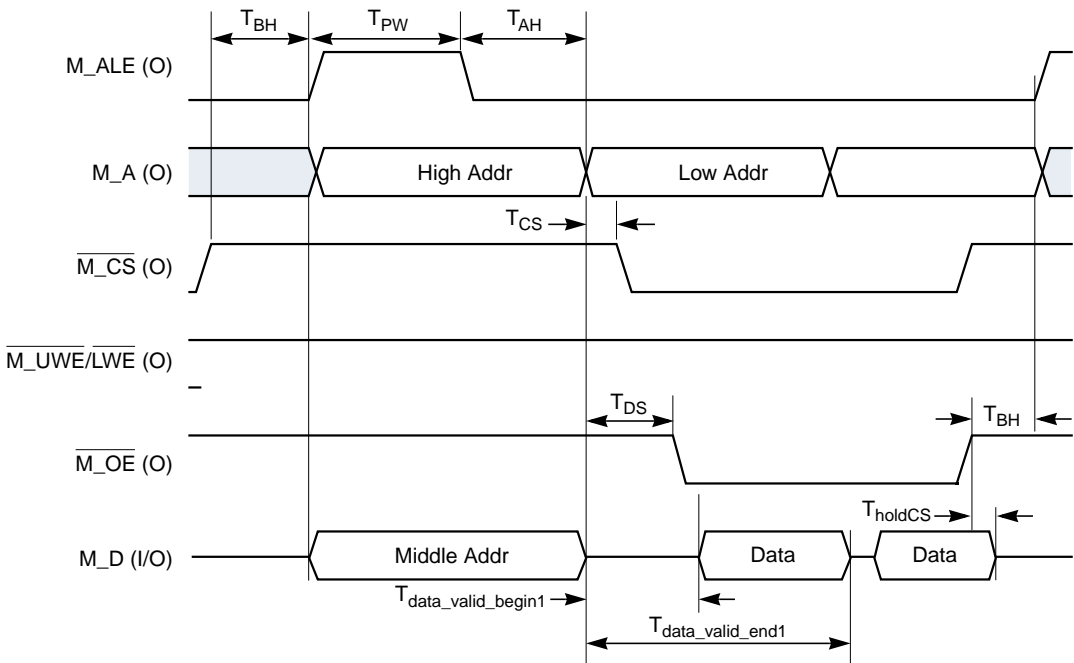 T_BH T_PW T_AH
M_ALE (O)
M_A (O) High Addr Low Addr
T_CS
M_CS (O)
M_UWE/LWE (O)
T_DS T_BH
M_OE (O)
T_holdCS
M_D (I/O) Middle Addr Data Data
T_data_valid_begin1
T_data_valid_end1